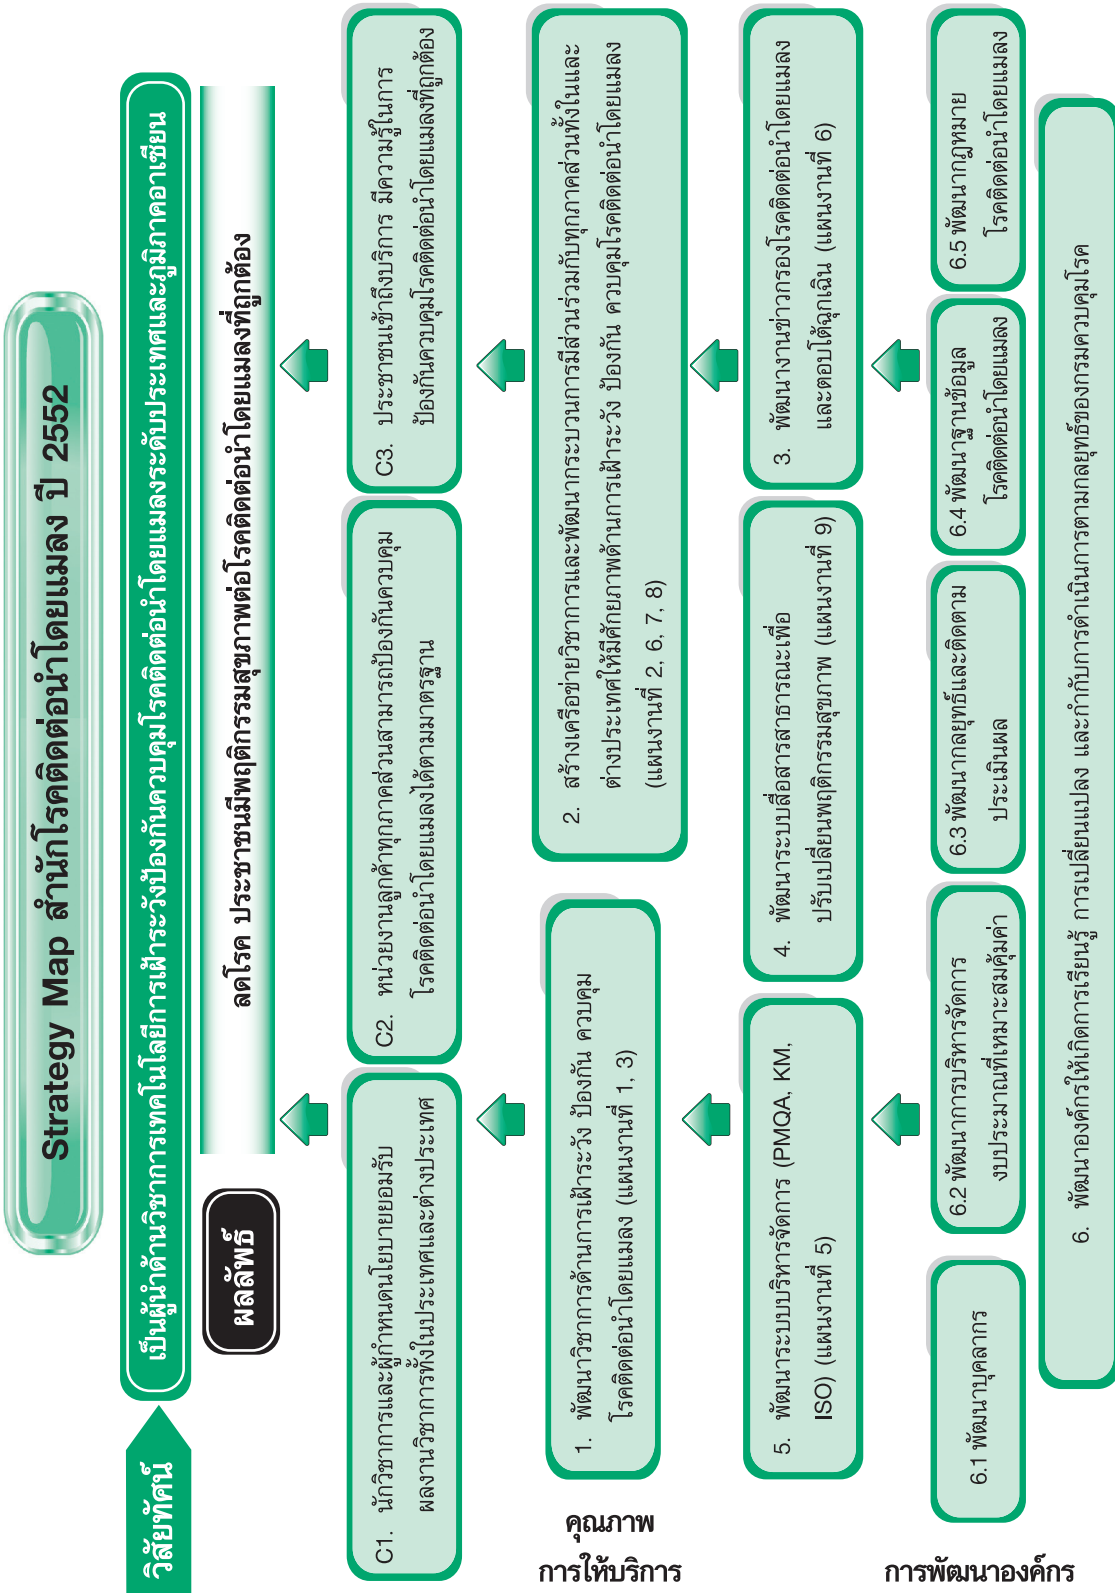 Strategy Map สำนักโรคติดต่อนำโดยแมลง ปี 2552
วิสัยทัศน์
เป็นผู้นำด้านวิชาการเทคโนโลยีการเฝ้าระวังป้องกันควบคุมโรคติดต่อนำโดยแมลงระดับประเทศและภูมิภาคอาเซียน
ผลลัพธ์
ลดโรค ประชาชนมีพฤติกรรมสุขภาพต่อโรคติดต่อนำโดยแมลงที่ถูกต้อง
C1. นักวิชาการและผู้กำหนดนโยบายยอมรับ
ผลงานวิชาการทั้งในประเทศและต่างประเทศ
C2. หน่วยงานลูกค้าทุกภาคส่วนสามารถป้องกันควบคุม
โรคติดต่อนำโดยแมลงได้ตามมาตรฐาน
C3. ประชาชนเข้าถึงบริการ มีความรู้ในการ
ป้องกันควบคุมโรคติดต่อนำโดยแมลงที่ถูกต้อง
คุณภาพ
การให้บริการ
1. พัฒนาวิชาการด้านการเฝ้าระวัง ป้องกัน ควบคุม
โรคติดต่อนำโดยแมลง (แผนงานที่ 1, 3)
2. สร้างเครือข่ายวิชาการและพัฒนากระบวนการมีส่วนร่วมกับทุกภาคส่วนทั้งในและ
ต่างประเทศให้มีศักยภาพด้านการเฝ้าระวัง ป้องกัน ควบคุมโรคติดต่อนำโดยแมลง
(แผนงานที่ 2, 6, 7, 8)
5. พัฒนาระบบบริหารจัดการ (PMQA, KM,
ISO) (แผนงานที่ 5)
4. พัฒนาระบบสื่อสารสาธารณะเพื่อ
ปรับเปลี่ยนพฤติกรรมสุขภาพ (แผนงานที่ 9)
3. พัฒนางานข่าวกรองโรคติดต่อนำโดยแมลง
และตอบโต้ฉุกเฉิน (แผนงานที่ 6)
การพัฒนาองค์กร
6.1 พัฒนาบุคลากร
6.2 พัฒนาการบริหารจัดการ
งบประมาณที่เหมาะสมคุ้มค่า
6.3 พัฒนากลยุทธ์และติดตาม
ประเมินผล
6.4 พัฒนาฐานข้อมูล
โรคติดต่อนำโดยแมลง
6.5 พัฒนากฎหมาย
โรคติดต่อนำโดยแมลง
6. พัฒนาองค์กรให้เกิดการเรียนรู้ การเปลี่ยนแปลง และกำกับการดำเนินการตามกลยุทธ์ของกรมควบคุมโรค